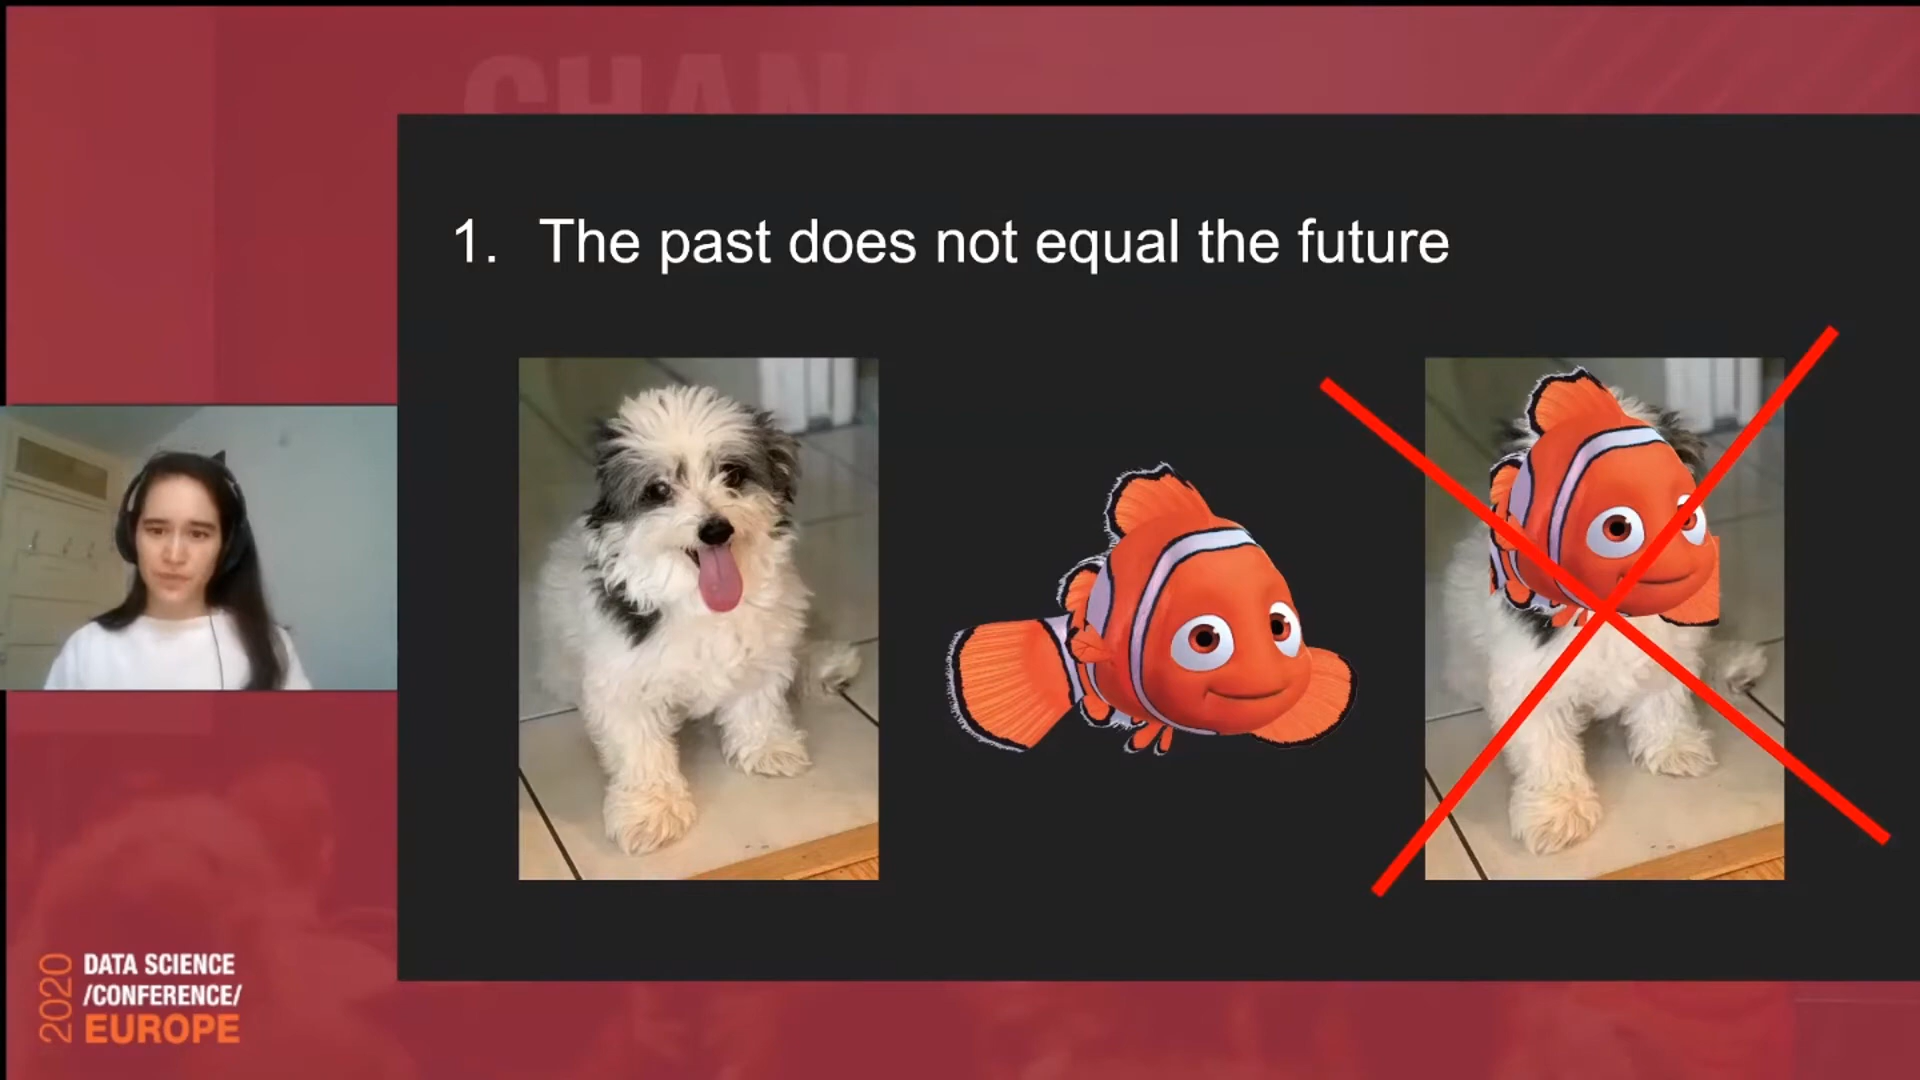 1. The past does not equal the future
2020
DATA SCIENCE
/CONFERENCE/
EUROPE